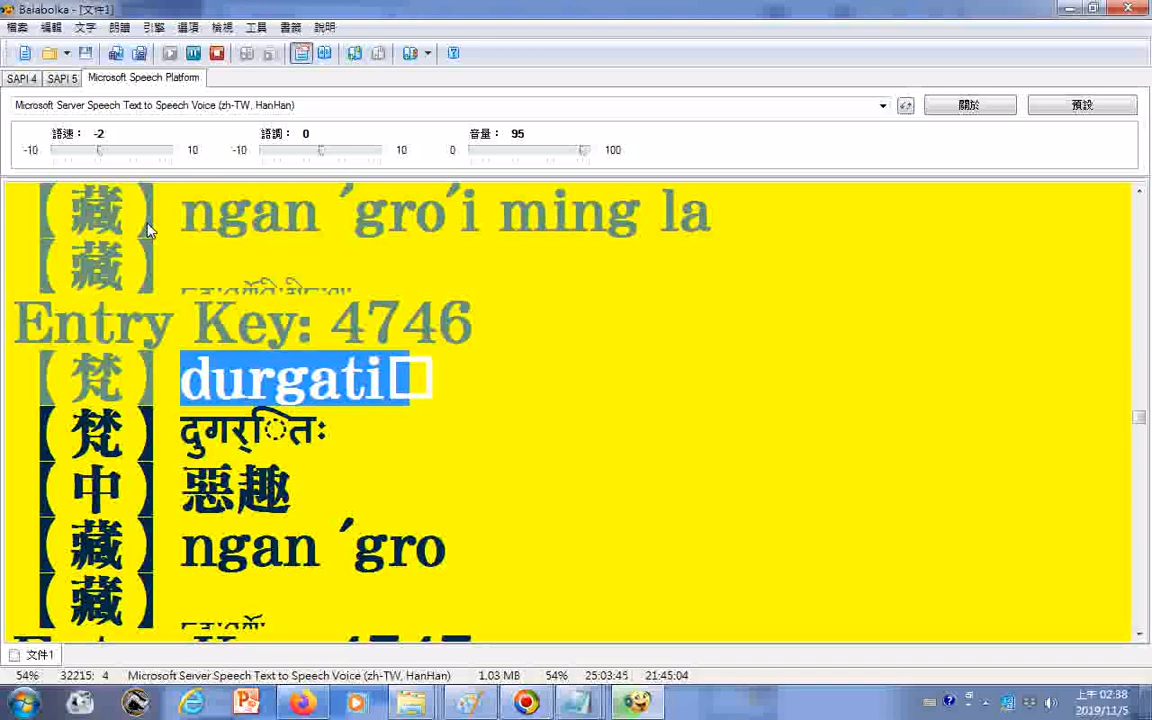 Balabolka - [文件1]
檔案 編輯 文字 朗讀 引擎 選項 檢視 工具 書籤 說明
SAPI 4 SAPI 5 Microsoft Speech Platform
Microsoft Server Speech Text to Speech Voice (zh-TW, HanHan) 關於 預設
語速： -2 語調： 0 音量： 95
-10 10 -10 10 0 100
【 藏 】 ngan ´gro´i ming la
【 藏 】
Entry Key: 4746
【 梵 】 durgati□
【 梵 】 दुगर्ितः
【 中 】 惡趣
【 藏 】 ngan ´gro
【 藏 】
Entry Key: 4747
文件1
54% 32215: 4 Microsoft Server Speech Text to Speech Voice (zh-TW, HanHan) 1.03 MB 54% 25:03:45 21:45:04
上午 02:38
2019/11/5